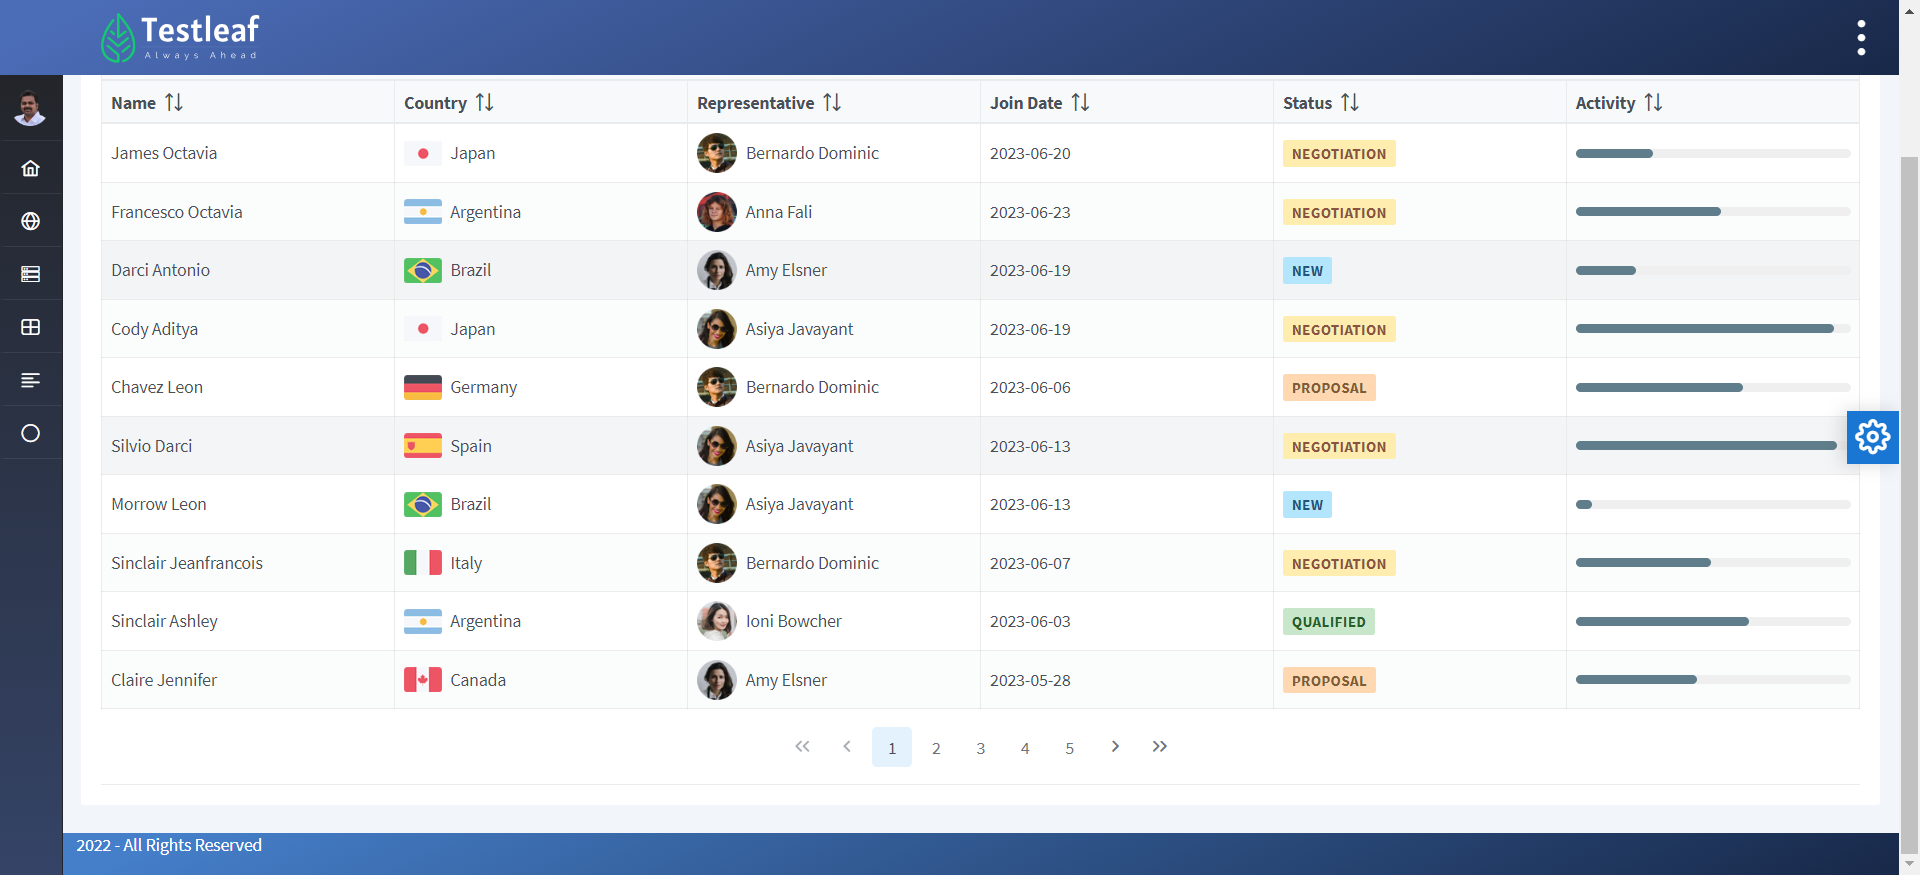 Testleaf
Always Ahead
Name Country Representative Join Date Status Activity
James Octavia Japan Bernardo Dominic 2023-06-20 NEGOTIATION
Francesco Octavia Argentina Anna Fali 2023-06-23 NEGOTIATION
Darci Antonio Brazil Amy Elsner 2023-06-19 NEW
Cody Aditya Japan Asiya Javayant 2023-06-19 NEGOTIATION
Chavez Leon Germany Bernardo Dominic 2023-06-06 PROPOSAL
Silvio Darci Spain Asiya Javayant 2023-06-13 NEGOTIATION
Morrow Leon Brazil Asiya Javayant 2023-06-13 NEW
Sinclair Jeanfrancois Italy Bernardo Dominic 2023-06-07 NEGOTIATION
Sinclair Ashley Argentina Ioni Bowcher 2023-06-03 QUALIFIED
Claire Jennifer Canada Amy Elsner 2023-05-28 PROPOSAL
1 2 3 4 5
2022 - All Rights Reserved